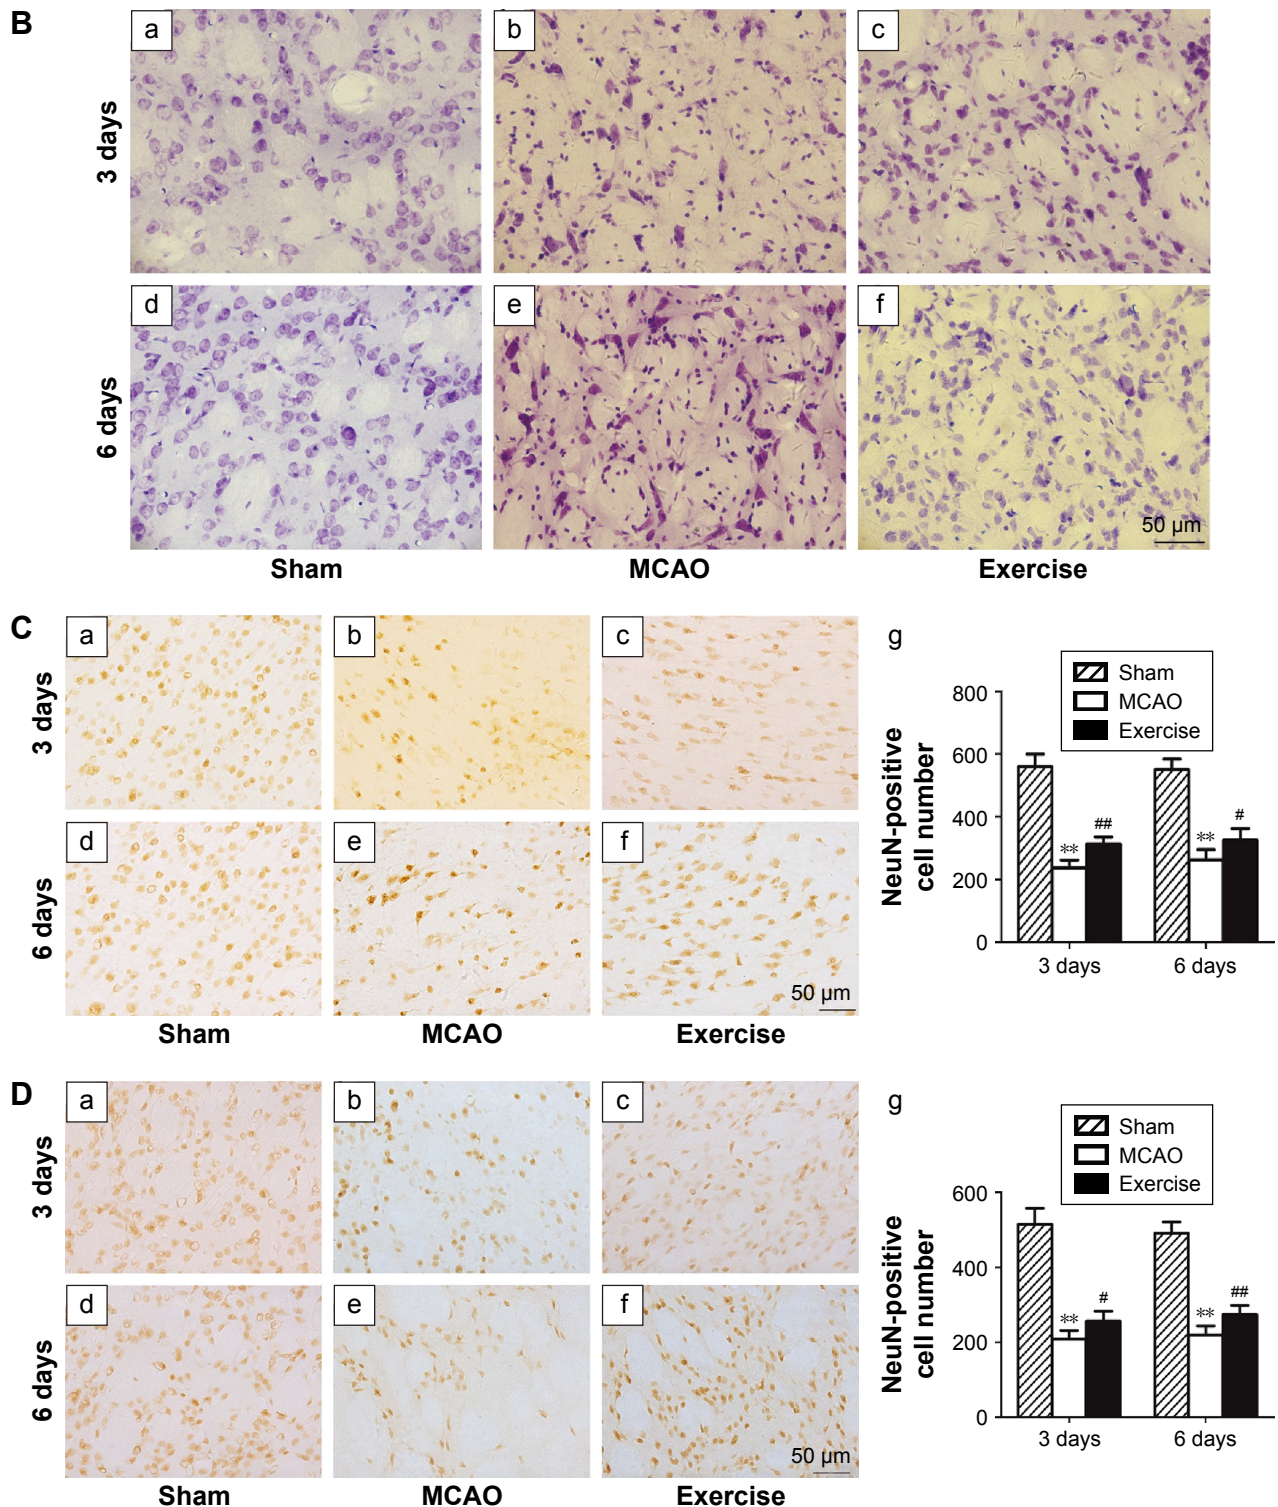 B
a
b
c
3 days
d
e
f
6 days
50 µm
Sham
MCAO
Exercise
C
a
b
c
3 days
d
e
f
6 days
50 µm
Sham
MCAO
Exercise
g
Sham
MCAO
Exercise
NeuN-positive
cell number
800
600
400
200
0
**
##
**
#
3 days
6 days
D
a
b
c
3 days
d
e
f
6 days
50 µm
Sham
MCAO
Exercise
g
Sham
MCAO
Exercise
NeuN-positive
cell number
600
400
200
0
**
#
**
##
3 days
6 days